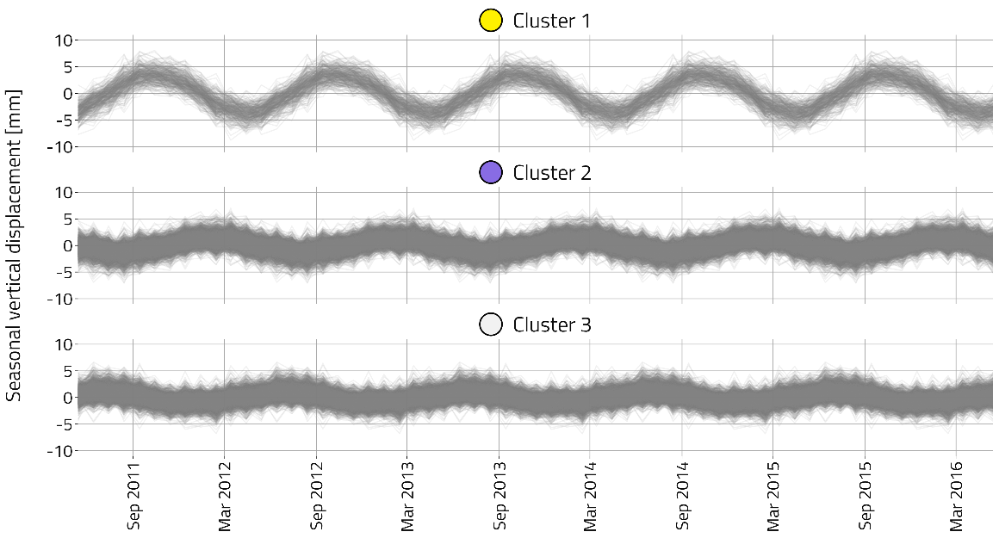 Cluster 1
10
5
0
-5
-10
Seasonal vertical displacement [mm]
Cluster 2
10
5
0
-5
-10
Cluster 3
10
5
0
-5
-10
Sep 2011
Mar 2012
Sep 2012
Mar 2013
Sep 2013
Mar 2014
Sep 2014
Mar 2015
Sep 2015
Mar 2016